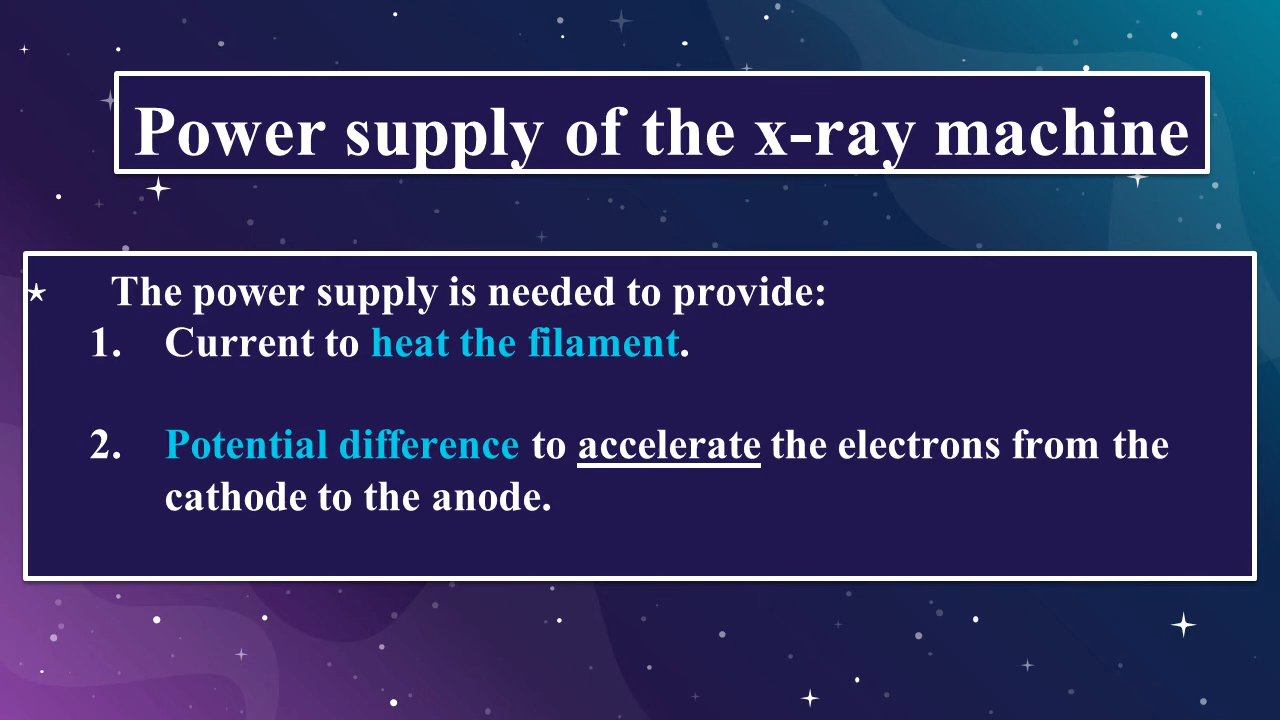 Power supply of the x-ray machine
★ The power supply is needed to provide:
1. Current to heat the filament.
2. Potential difference to accelerate the electrons from the
cathode to the anode.